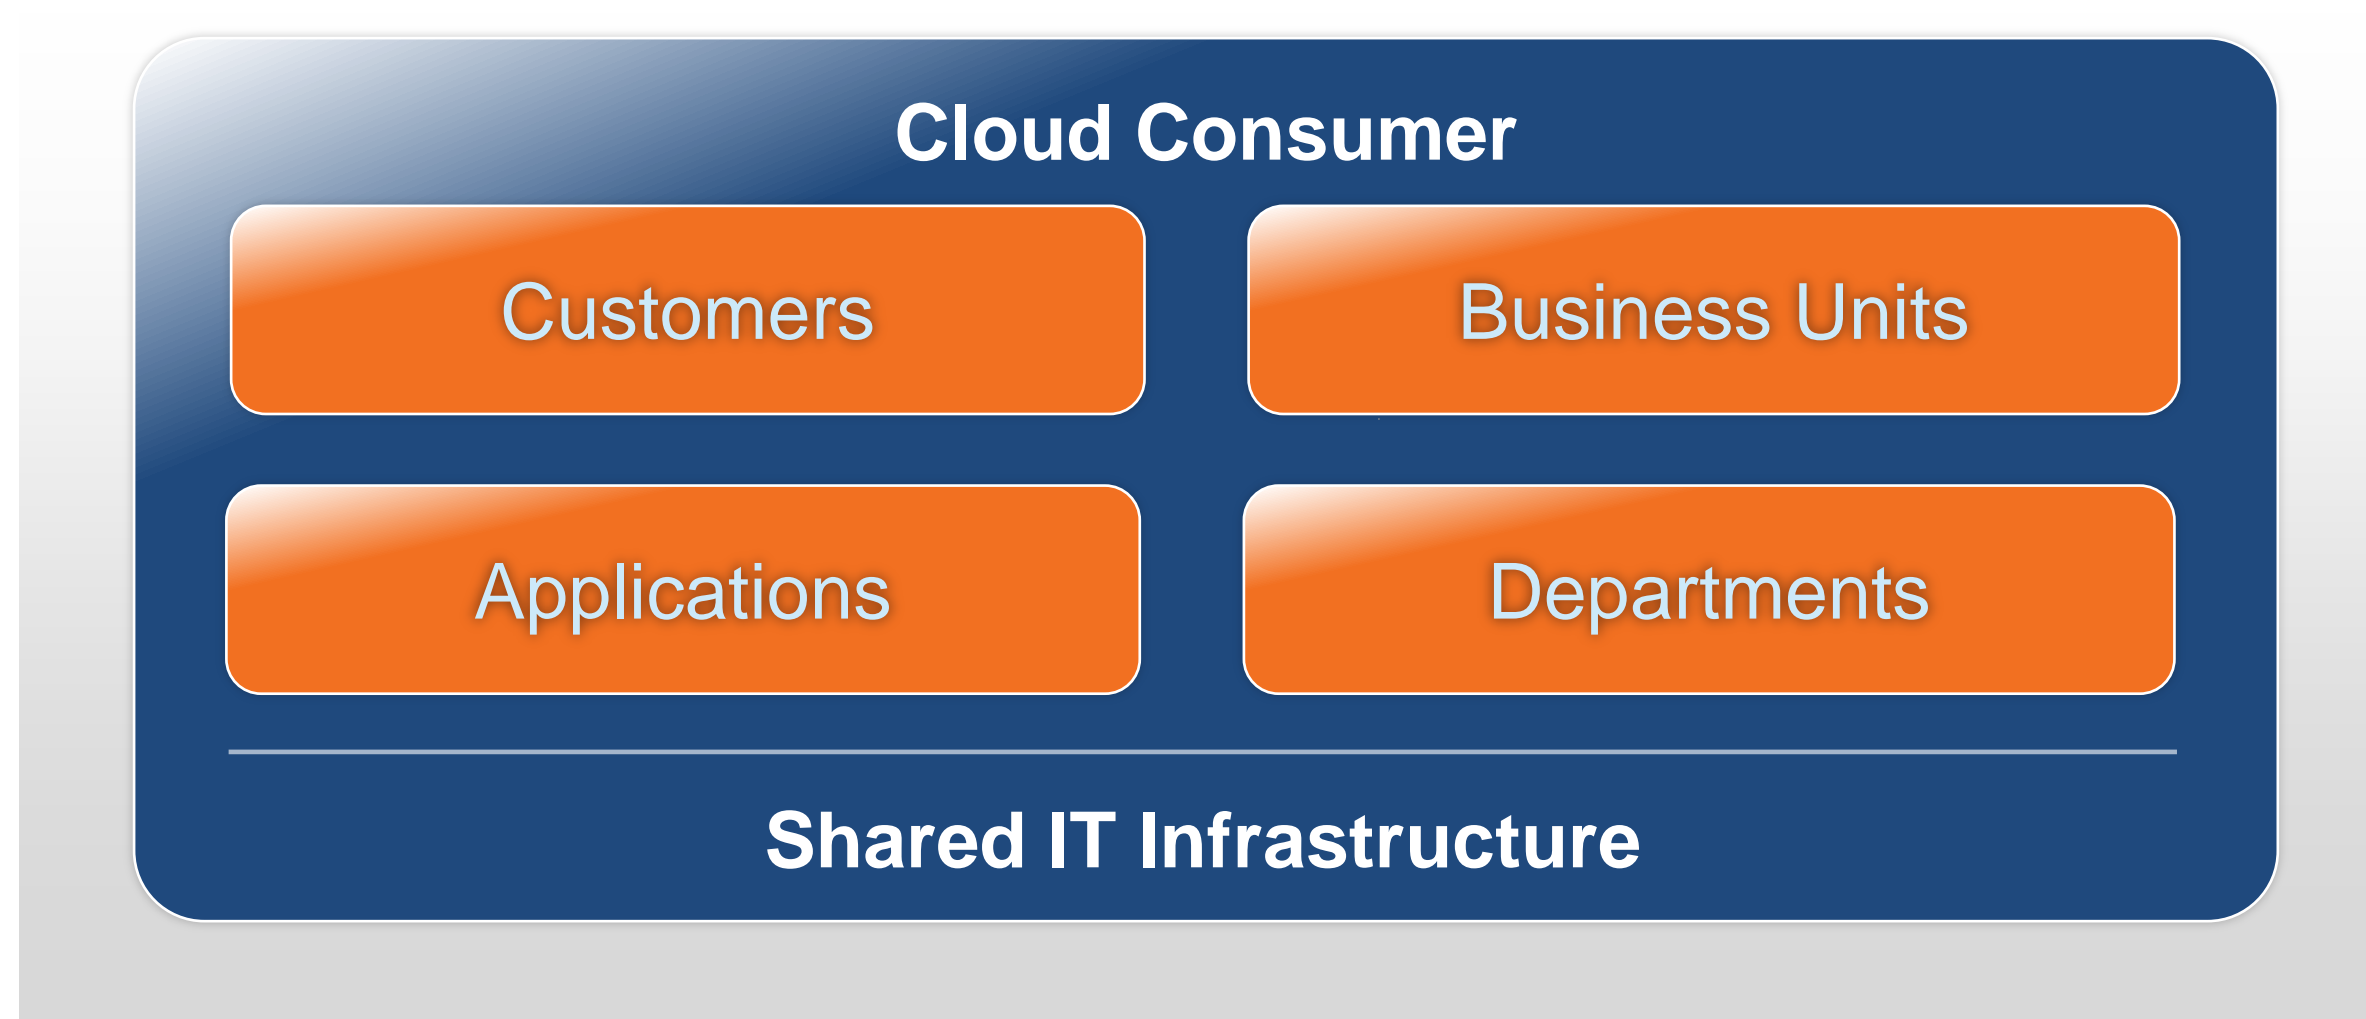 Cloud Consumer
Customers
Business Units
Applications
Departments
Shared IT Infrastructure